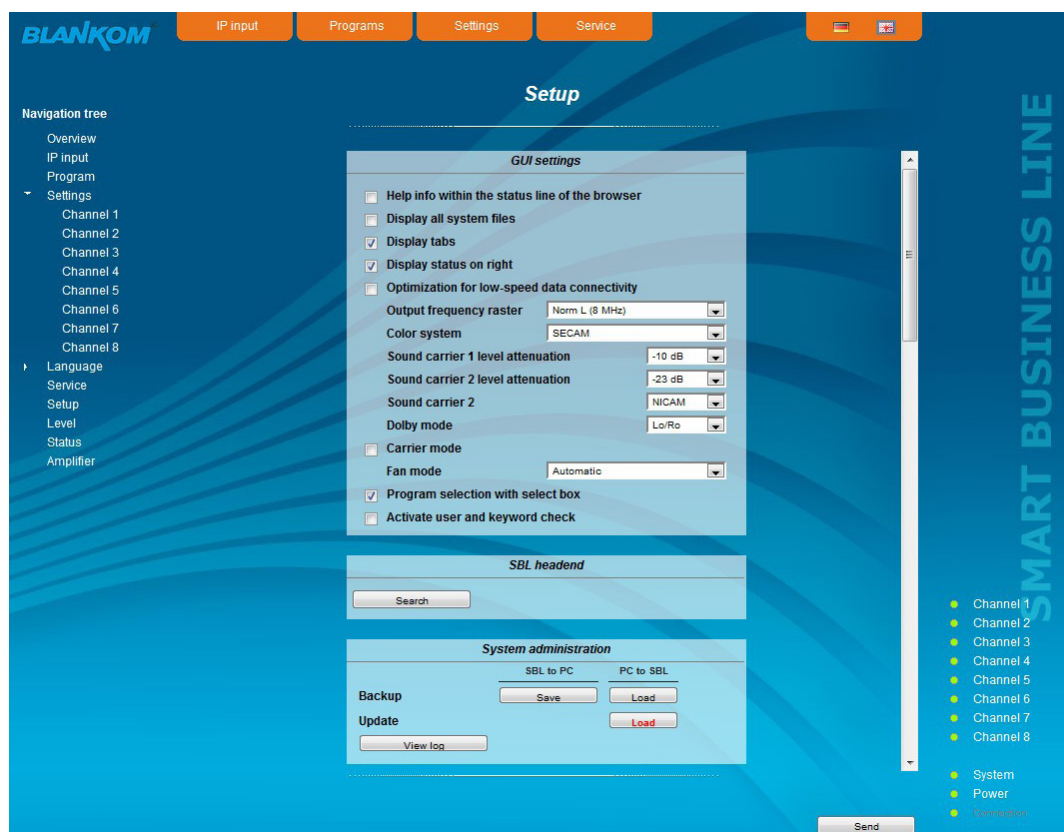 BLANKOM
IP input
Programs
Settings
Service
Setup
Navigation tree
Overview
IP input
Program
Settings
Channel 1
Channel 2
Channel 3
Channel 4
Channel 5
Channel 6
Channel 7
Channel 8
Language
Service
Setup
Level
Status
Amplifier
GUI settings
Help info within the status line of the browser
Display all system files
Display tabs
Display status on right
Optimization for low-speed data connectivity
Output frequency raster Norm L (8 MHz)
Color system SECAM
Sound carrier 1 level attenuation -10 dB
Sound carrier 2 level attenuation -23 dB
Sound carrier 2 NICAM
Dolby mode Lo/Ro
Carrier mode
Fan mode Automatic
Program selection with select box
Activate user and keyword check
SBL headend
Search
System administration
SBL to PC PC to SBL
Backup Save Load
Update Load
View log
SMART BUSINESS LINE
Channel 1
Channel 2
Channel 3
Channel 4
Channel 5
Channel 6
Channel 7
Channel 8
System
Power
Connection
Send